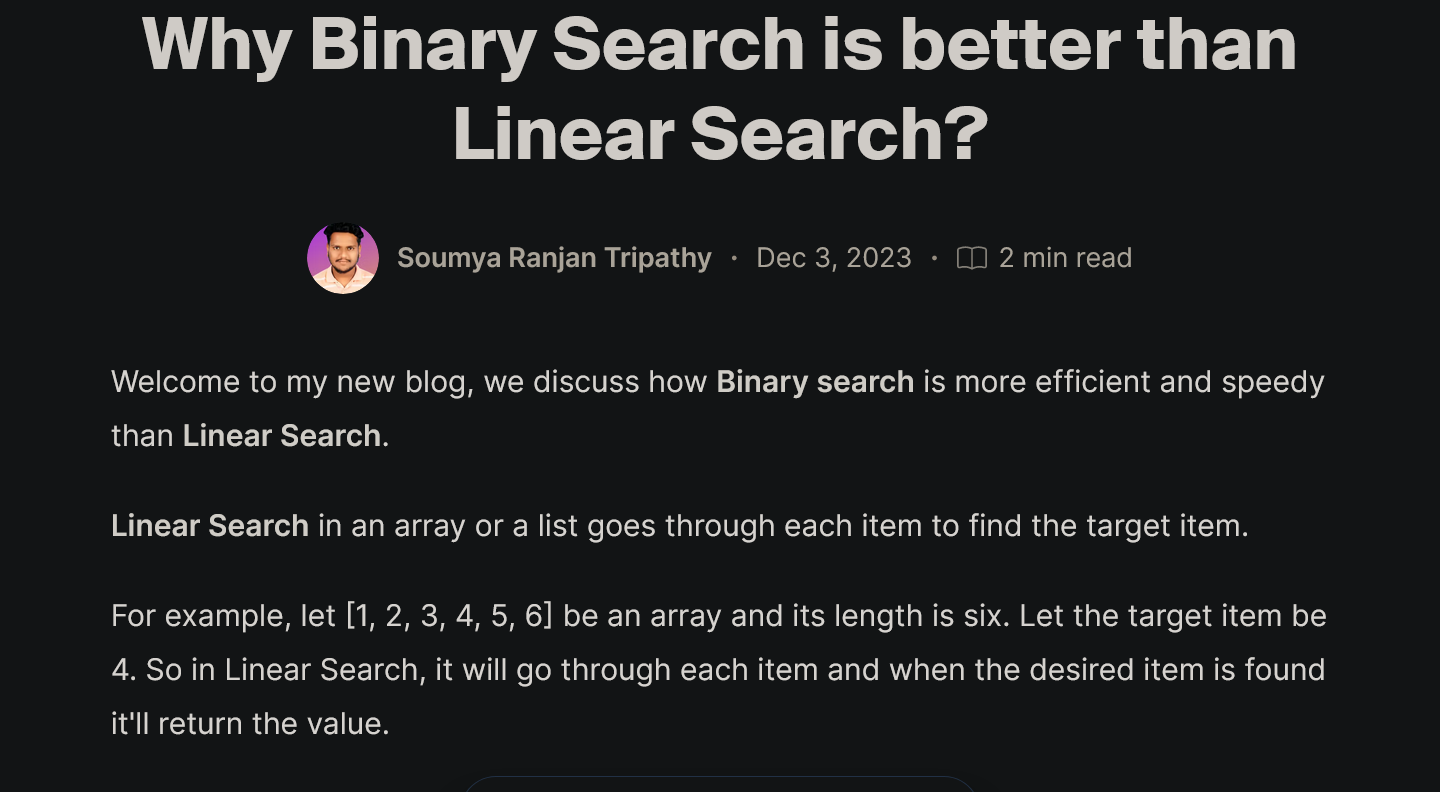 Why Binary Search is better than
Linear Search?
Soumya Ranjan Tripathy · Dec 3, 2023 · 2 min read
Welcome to my new blog, we discuss how Binary search is more efficient and speedy
than Linear Search.
Linear Search in an array or a list goes through each item to find the target item.
For example, let [1, 2, 3, 4, 5, 6] be an array and its length is six. Let the target item be
4. So in Linear Search, it will go through each item and when the desired item is found
it'll return the value.